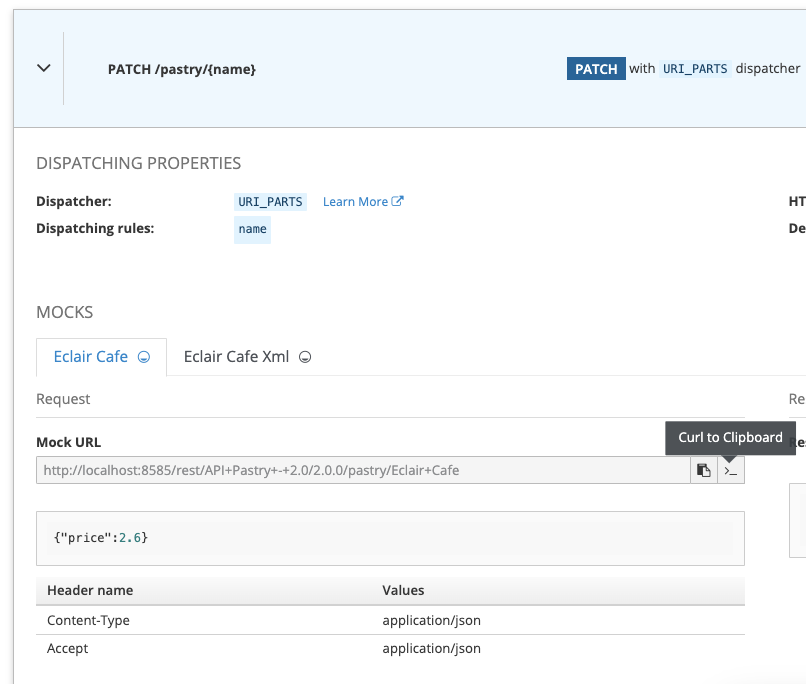 PATCH /pastry/{name}
PATCH with URI_PARTS dispatcher
DISPATCHING PROPERTIES
Dispatcher: URI_PARTS Learn More
HT
Dispatching rules: name
De
MOCKS
Eclair Cafe Eclair Cafe Xml
Request
Re
Mock URL
Curl to Clipboard
es
http://localhost:8585/rest/API+Pastry+-+2.0/2.0.0/pastry/Eclair+Cafe
{"price":2.6}
Header name Values
Content-Type application/json
Accept application/json